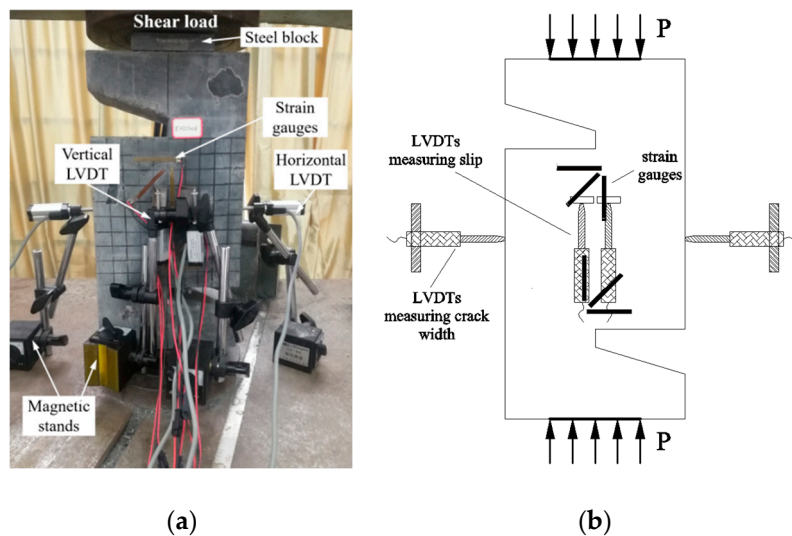 Shear load
Steel block
Strain
gauges
Vertical
LVDT
Horizontal
LVDT
Magnetic
stands
(a)
P
LVDTs
measuring slip
strain
gauges
LVDTs
measuring crack
width
P
(b)